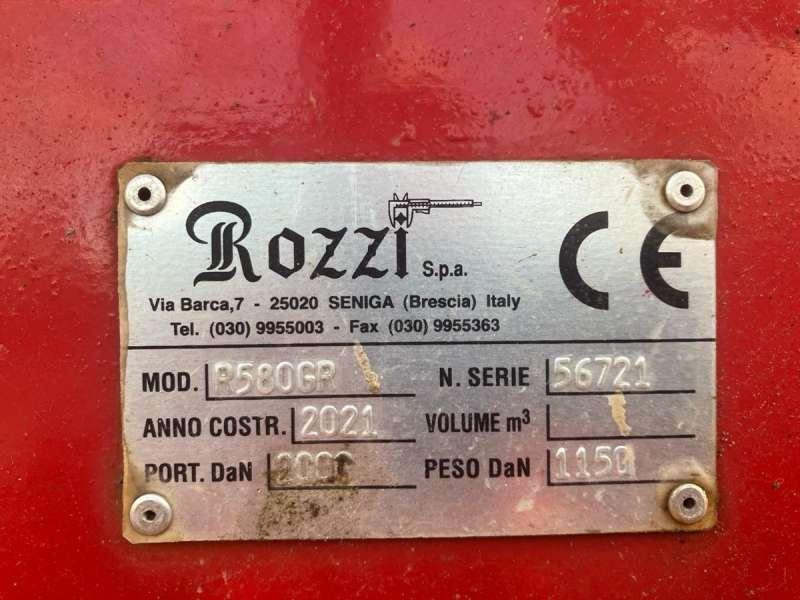 Rozzi S.p.a.
CE
Via Barca,7 - 25020 SENIGA (Brescia) Italy
Tel. (030) 9955003 - Fax (030) 9955363
MOD. R580GR N. SERIE 56721
ANNO COSTR. 2021 VOLUME m³
PORT. DaN PESO DaN 1150